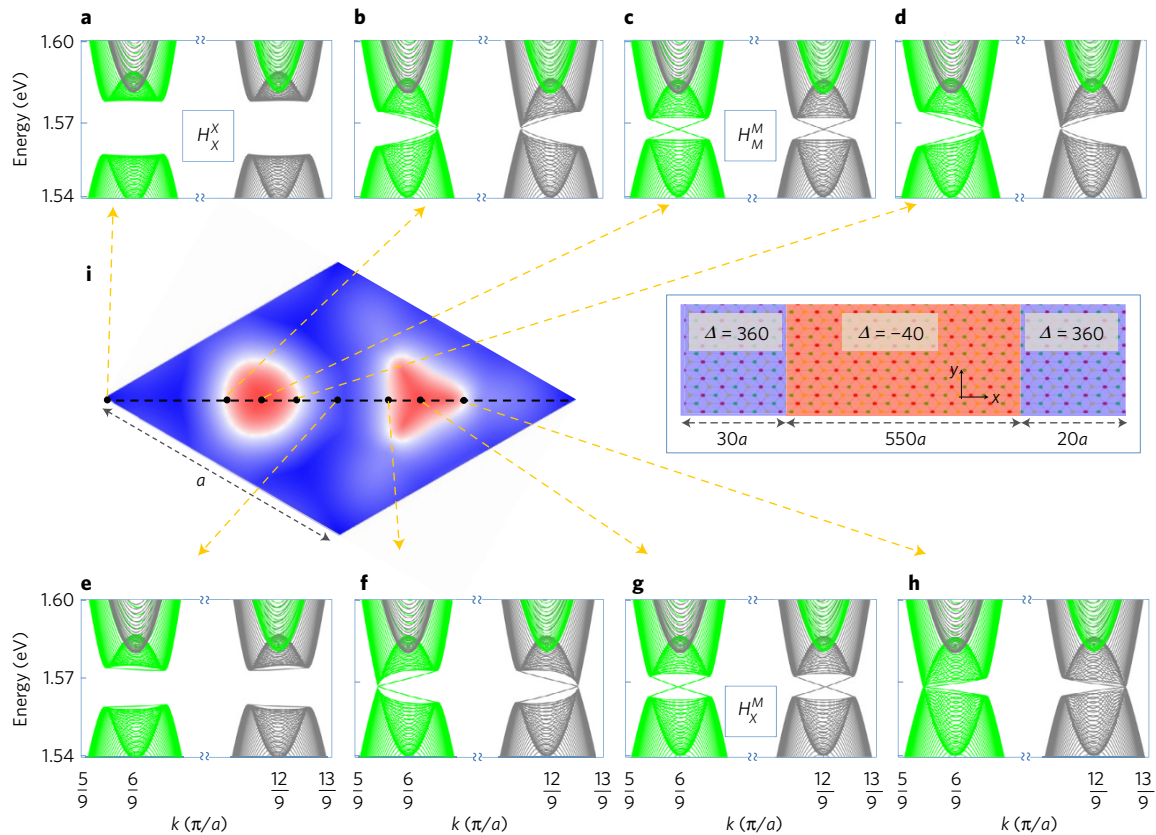 a b c d
1.60
1.57
1.54
Energy (eV)
H_X^X
H_M^M
i
a
Δ = 360 Δ = −40 Δ = 360
y
x
30a 550a 20a
e f g h
1.60
1.57
1.54
Energy (eV)
H_X^M
5/9 6/9 12/9 13/9 5/9 6/9 12/9 13/9 5/9 6/9 12/9 13/9 5/9 6/9 12/9 13/9
k (π/a) k (π/a) k (π/a) k (π/a)